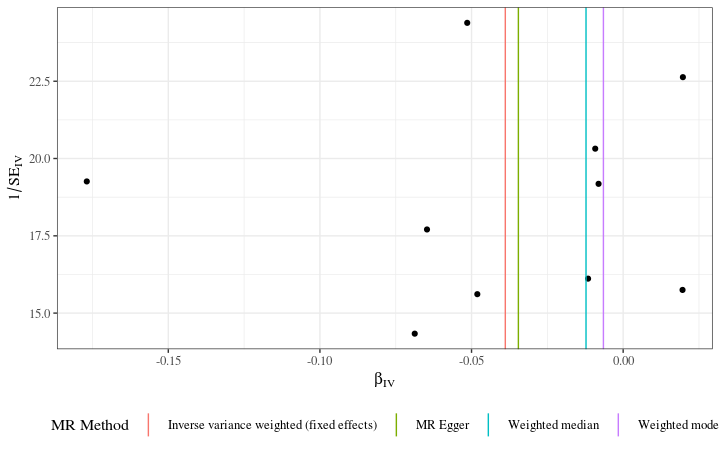 1/SE_IV
22.5
20.0
17.5
15.0
-0.15 -0.10 -0.05 0.00
β_IV
MR Method Inverse variance weighted (fixed effects) MR Egger Weighted median Weighted mode